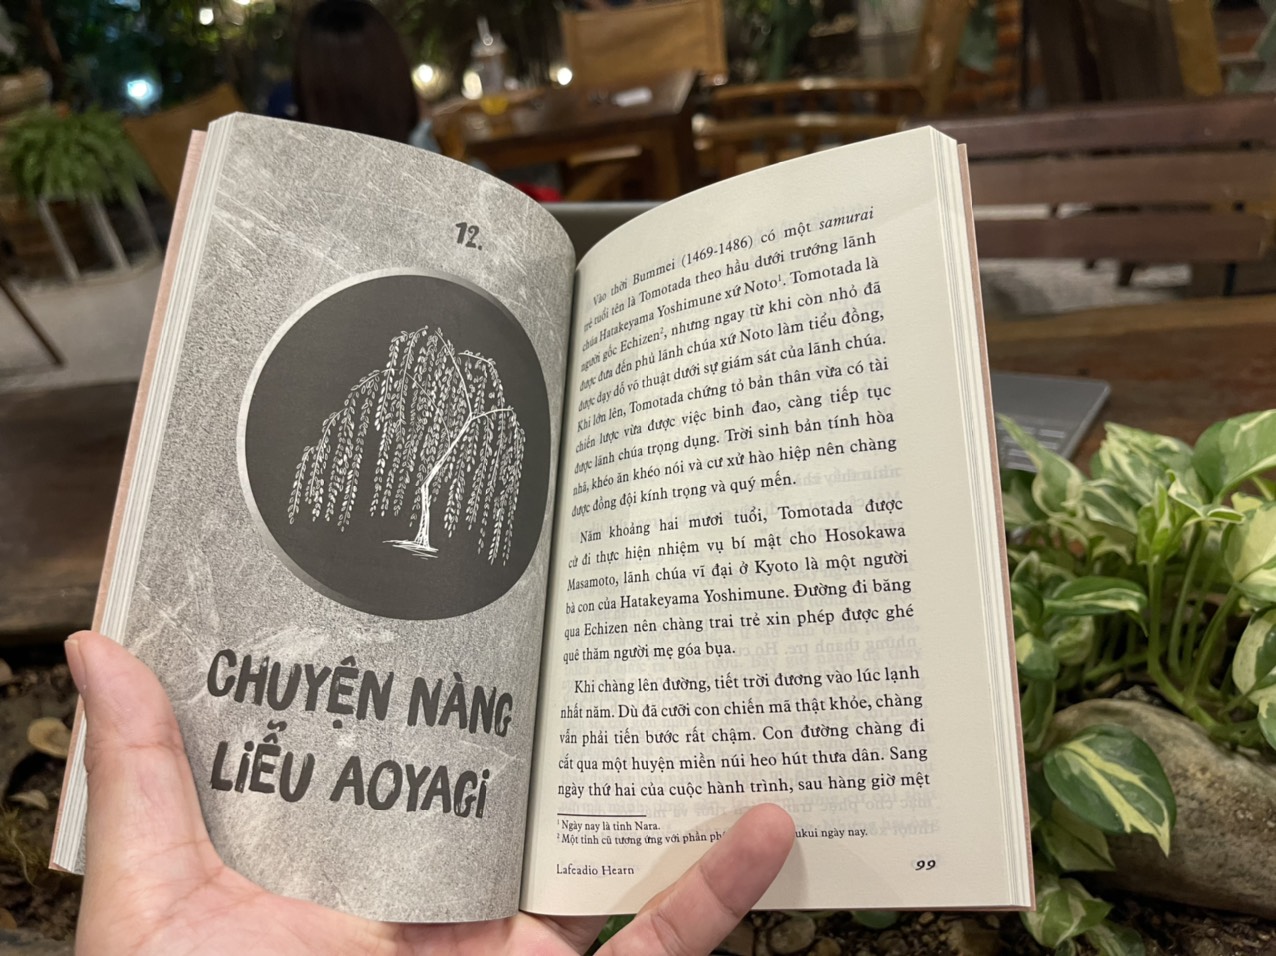 12.
CHUYỆN NÀNG
LIỄU AOYAGI
Vào thời Bummei (1469-1486) có một samurai
trẻ tuổi tên là Tomotada theo hầu dưới trướng lãnh
chúa Hatakeyama Yoshimune xứ Noto¹. Tomotada là
người gốc Echizen², nhưng ngay từ khi còn nhỏ đã
được đưa đến phủ lãnh chúa xứ Noto làm tiểu đồng,
được dạy dỗ võ thuật dưới sự giám sát của lãnh chúa.
Khi lớn lên, Tomotada chứng tỏ bản thân vừa có tài
chiến lược vừa được việc binh đao, càng tiếp tục
được lãnh chúa trọng dụng. Trời sinh bản tính hòa
nhã, khéo ăn khéo nói và cư xử hào hiệp nên chàng
được đồng đội kính trọng và quý mến.
Năm khoảng hai mươi tuổi, Tomotada được
cử đi thực hiện nhiệm vụ bí mật cho Hosokawa
Masamoto, lãnh chúa vĩ đại ở Kyoto là một người
bà con của Hatakeyama Yoshimune. Đường đi băng
qua Echizen nên chàng trai trẻ xin phép được ghé
quê thăm người mẹ góa bụa.
Khi chàng lên đường, tiết trời đương vào lúc lạnh
nhất năm. Dù đã cưỡi con chiến mã thật khỏe, chàng
vẫn phải tiến bước rất chậm. Con đường chàng đi
cắt qua một huyện miền núi heo hút thưa dân. Sang
ngày thứ hai của cuộc hành trình, sau hàng giờ mệt
¹ Ngày nay là tỉnh Nara.
² Một tỉnh cũ tương ứng với phần ngày nay.
Lafcadio Hearn
99